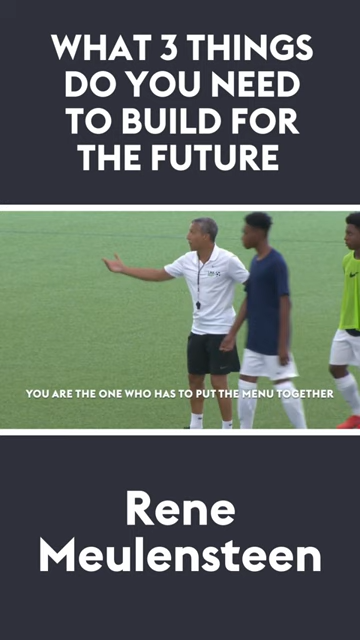 WHAT 3 THINGS
DO YOU NEED
TO BUILD FOR
THE FUTURE
YOU ARE THE ONE WHO HAS TO PUT THE MENU TOGETHER
Rene
Meulensteen